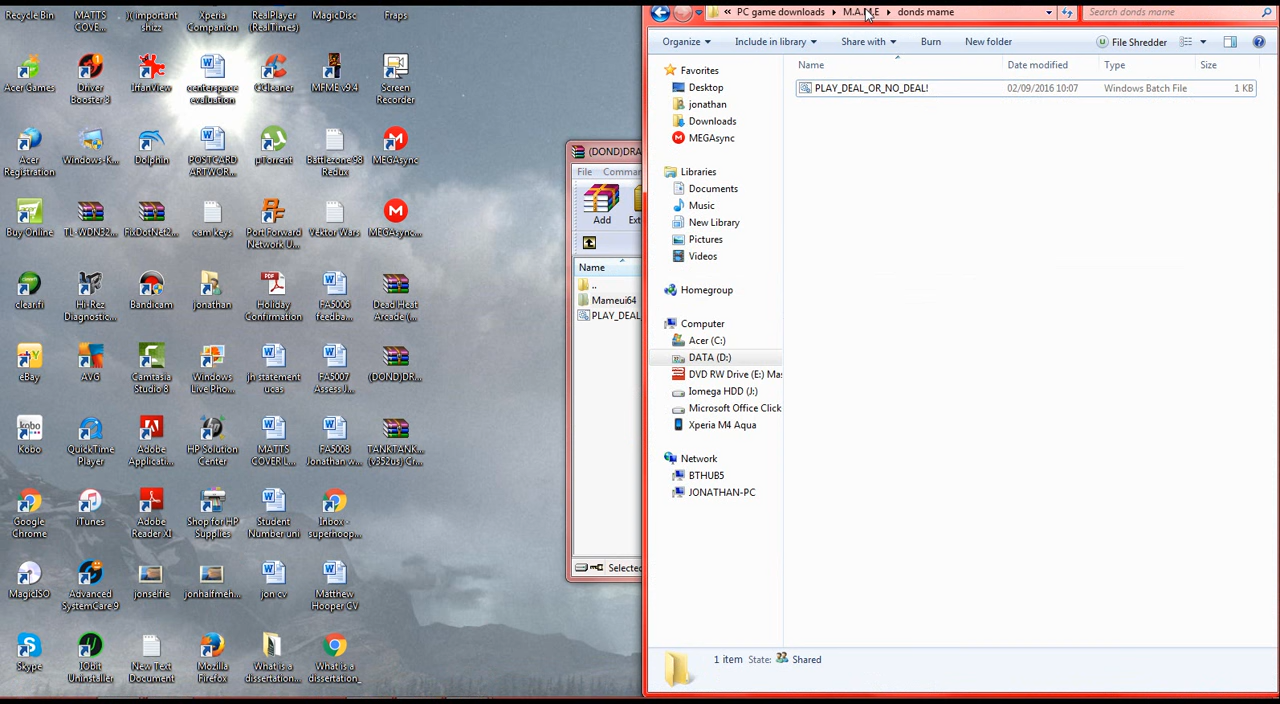 Recycle Bin
MATTS COVE...
)( important shizz
Xperia Companion
RealPlayer (RealTimes)
MagicDisc
Fraps
Acer Games
Driver Booster 3
IrfanView
centerspace evaluation
CCleaner
MFME v9.4
Screen Recorder
Acer Registration
Windows-K...
Dolphin
POSTCARD ARTWOR...
µTorrent
Battlezone 98 Redux
MEGAsync
Buy Online
TL-WDN32...
FixDotNet2...
cam keys
Port Forward Network U...
Vektor Wars
MEGAsync...
clear.fi
Hi-Rez Diagnostic...
Bandicam
jonathan
Holiday Confirmation
FA5006 feedba...
Dead Heat Arcade (...
eBay
AVG
Camtasia Studio 8
Windows Live Pho...
jh statement ucas
FA5007 Assess J...
(DOND)DR...
Kobo
QuickTime Player
Adobe Applicati...
HP Solution Center
MATTS COVER L...
FA5008 Jonathan w...
TANKTANK... (v352us) Cr...
Google Chrome
iTunes
Adobe Reader XI
Shop for HP Supplies
Student Number uni
Inbox - superhoop...
MagicISO
Advanced SystemCare 9
jonselfie
jonhalfmeh...
jon cv
Matthew Hooper CV
Skype
IObit Uninstaller
New Text Document
Mozilla Firefox
What is a dissertation...
What is a dissertation_
(DOND)DRA
File Comman
Add Ext
Name
..
Mameui64
PLAY_DEAL
Selected
« PC game downloads M.A.M.E donds mame
Search donds mame
Organize Include in library Share with Burn New folder File Shredder
Name Date modified Type Size
PLAY_DEAL_OR_NO_DEAL! 02/09/2016 10:07 Windows Batch File 1 KB
Favorites
Desktop
jonathan
Downloads
MEGAsync
Libraries
Documents
Music
New Library
Pictures
Videos
Homegroup
Computer
Acer (C:)
DATA (D:)
DVD RW Drive (E:) Mas
Iomega HDD (J:)
Microsoft Office Click
Xperia M4 Aqua
Network
BTHUB5
JONATHAN-PC
1 item State: Shared